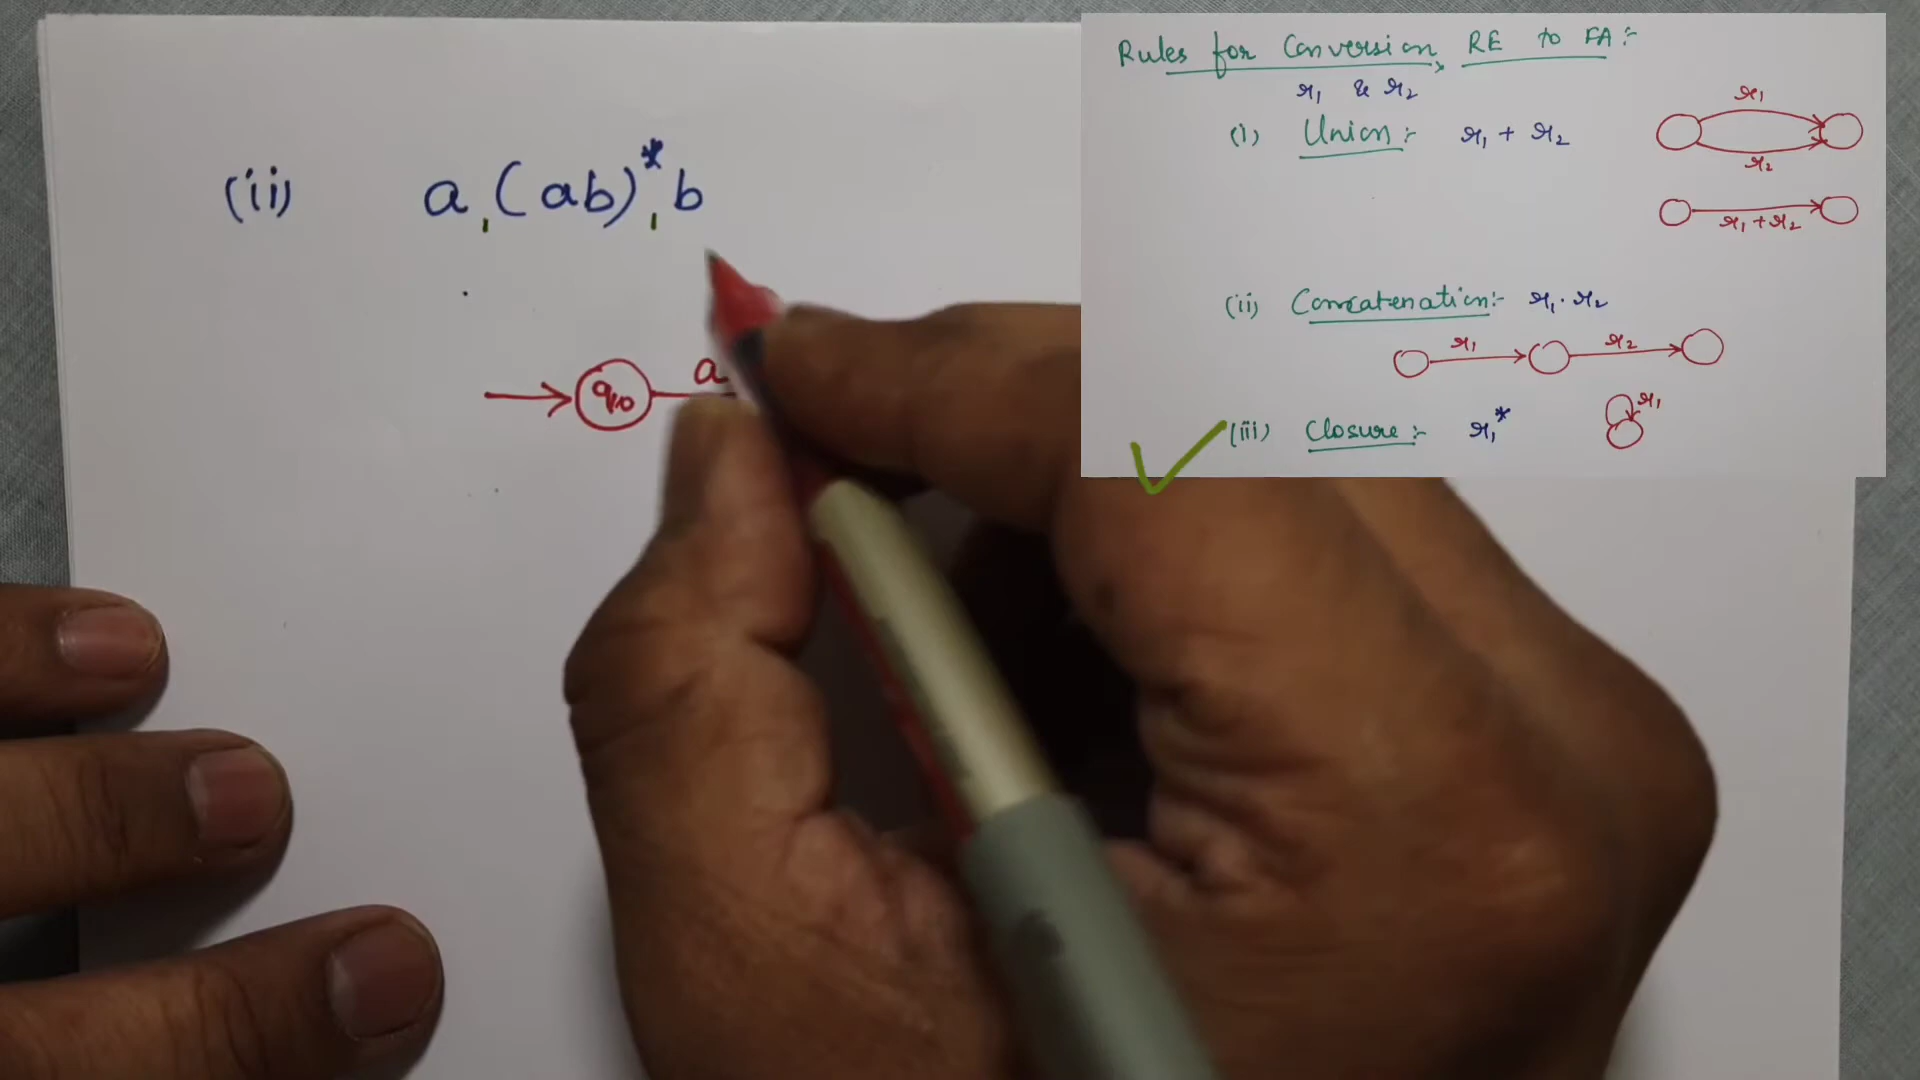 (ii) a(ab)*b
q0 a
Rules for Conversion, RE to FA:-
r1 & r2
(i) Union:- r1 + r2
r1
r2
r1 + r2
(ii) Concatenation:- r1 . r2
r1 r2
(iii) Closure:- r1*
r1